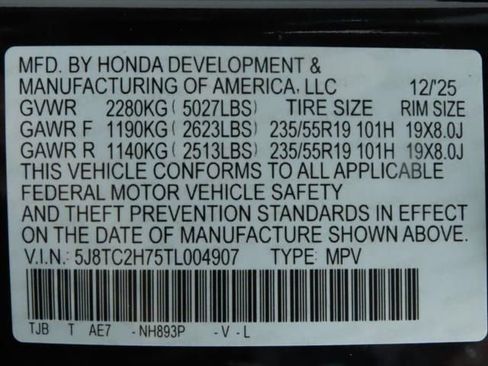 MFD. BY HONDA DEVELOPMENT &
MANUFACTURING OF AMERICA, LLC 12/'25
GVWR 2280KG( 5027LBS) TIRE SIZE RIM SIZE
GAWR F 1190KG( 2623LBS) 235/55R19 101H 19X8.0J
GAWR R 1140KG( 2513LBS) 235/55R19 101H 19X8.0J
THIS VEHICLE CONFORMS TO ALL APPLICABLE
FEDERAL MOTOR VEHICLE SAFETY
AND THEFT PREVENTION STANDARDS IN EFFECT
ON THE DATE OF MANUFACTURE SHOWN ABOVE.
V.I.N.: 5J8TC2H75TL004907 TYPE: MPV
TJB T AE7 - NH893P - V - L